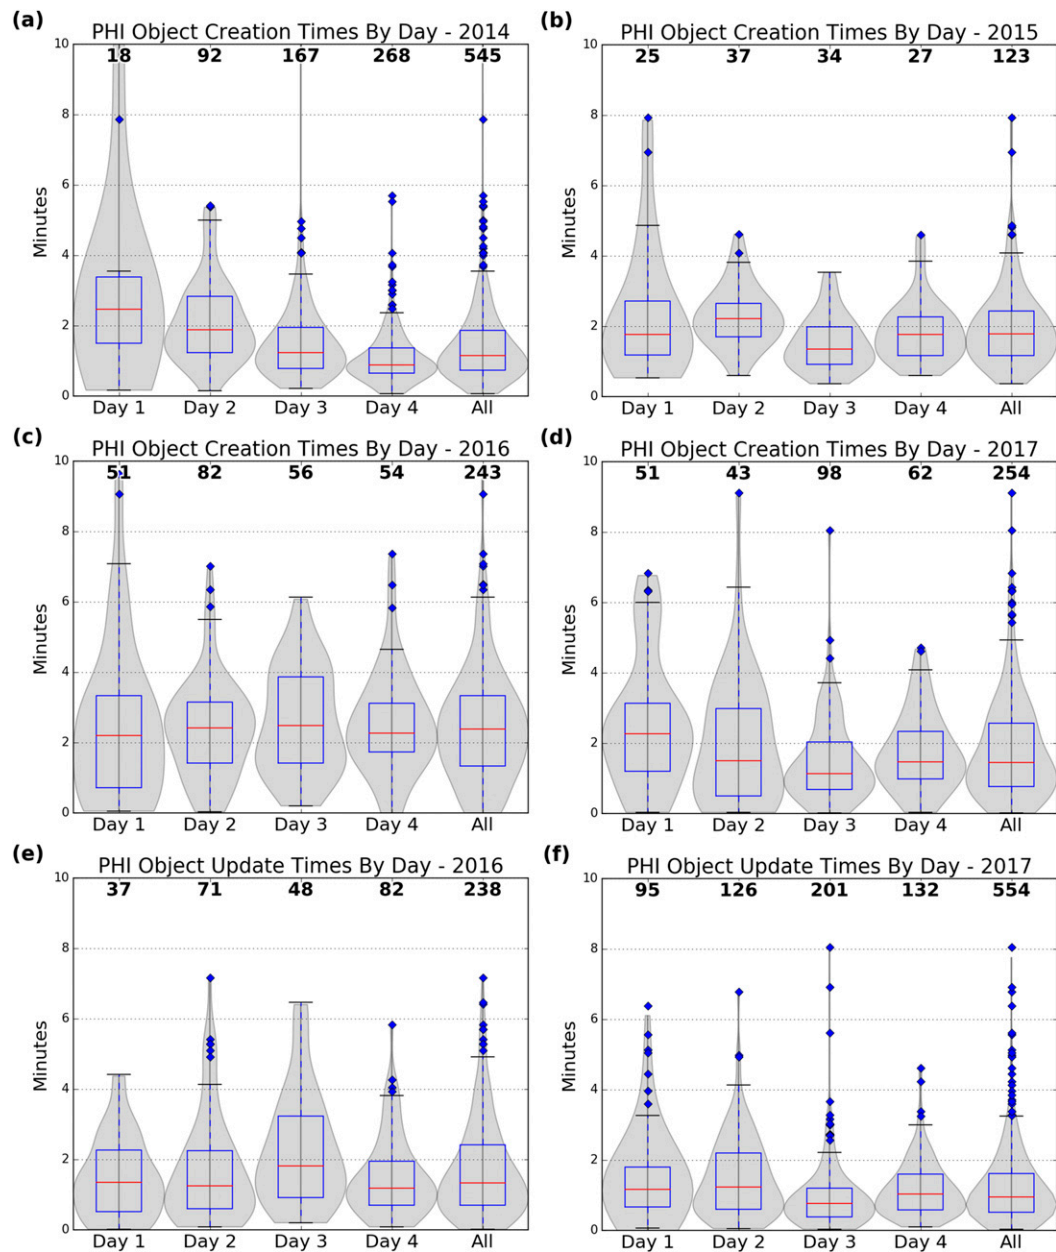 (a)
PHI Object Creation Times By Day - 2014
10
18 92 167 268 545
8
6
4
2
0
Minutes
Day 1 Day 2 Day 3 Day 4 All
(b)
PHI Object Creation Times By Day - 2015
10
25 37 34 27 123
8
6
4
2
0
Minutes
Day 1 Day 2 Day 3 Day 4 All
(c)
PHI Object Creation Times By Day - 2016
10
51 82 56 54 243
8
6
4
2
0
Minutes
Day 1 Day 2 Day 3 Day 4 All
(d)
PHI Object Creation Times By Day - 2017
10
51 43 98 62 254
8
6
4
2
0
Minutes
Day 1 Day 2 Day 3 Day 4 All
(e)
PHI Object Update Times By Day - 2016
10
37 71 48 82 238
8
6
4
2
0
Minutes
Day 1 Day 2 Day 3 Day 4 All
(f)
PHI Object Update Times By Day - 2017
10
95 126 201 132 554
8
6
4
2
0
Minutes
Day 1 Day 2 Day 3 Day 4 All